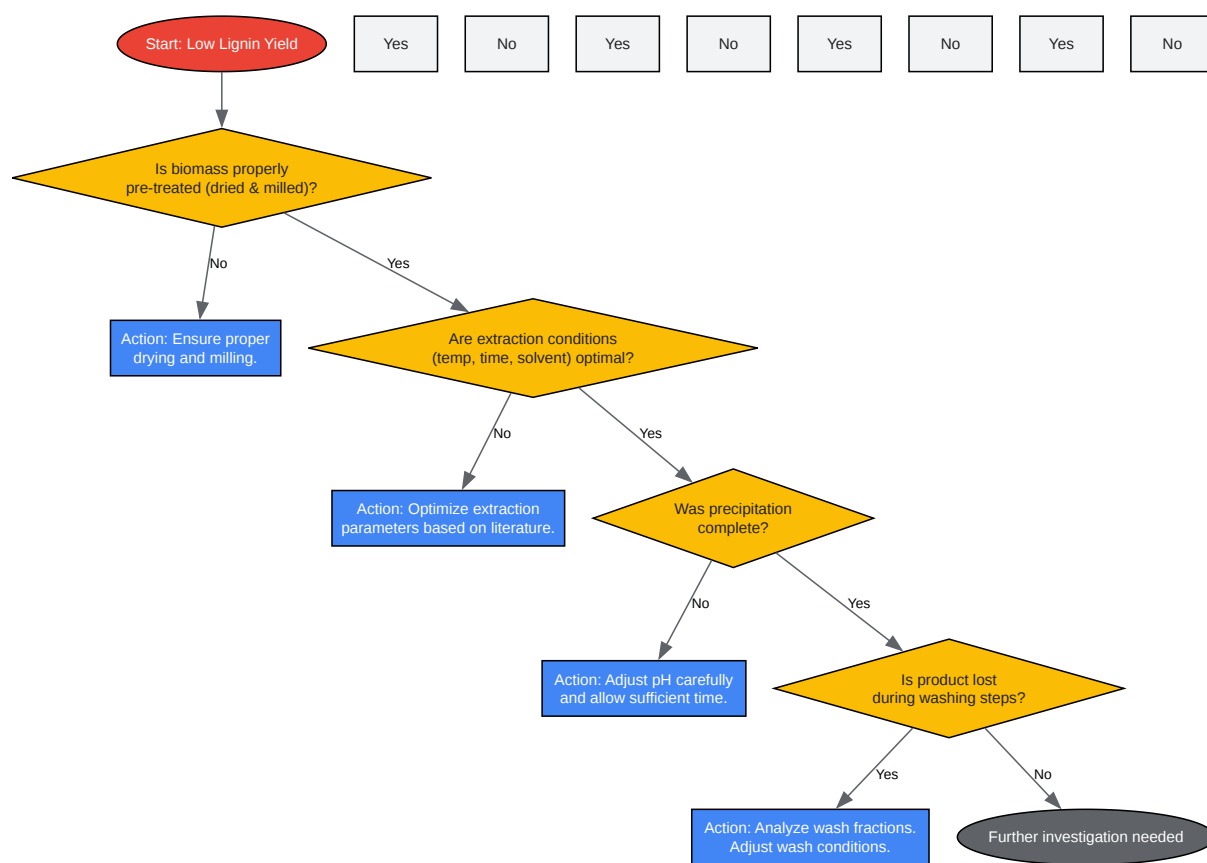 Start: Low Lignin Yield
Yes
No
Yes
No
Yes
No
Yes
No
Is biomass properly
pre-treated (dried & milled)?
No
Yes
Action: Ensure proper
drying and milling.
Are extraction conditions
(temp, time, solvent) optimal?
No
Yes
Action: Optimize extraction
parameters based on literature.
Was precipitation
complete?
No
Yes
Action: Adjust pH carefully
and allow sufficient time.
Is product lost
during washing steps?
Yes
No
Action: Analyze wash fractions.
Adjust wash conditions.
Further investigation needed